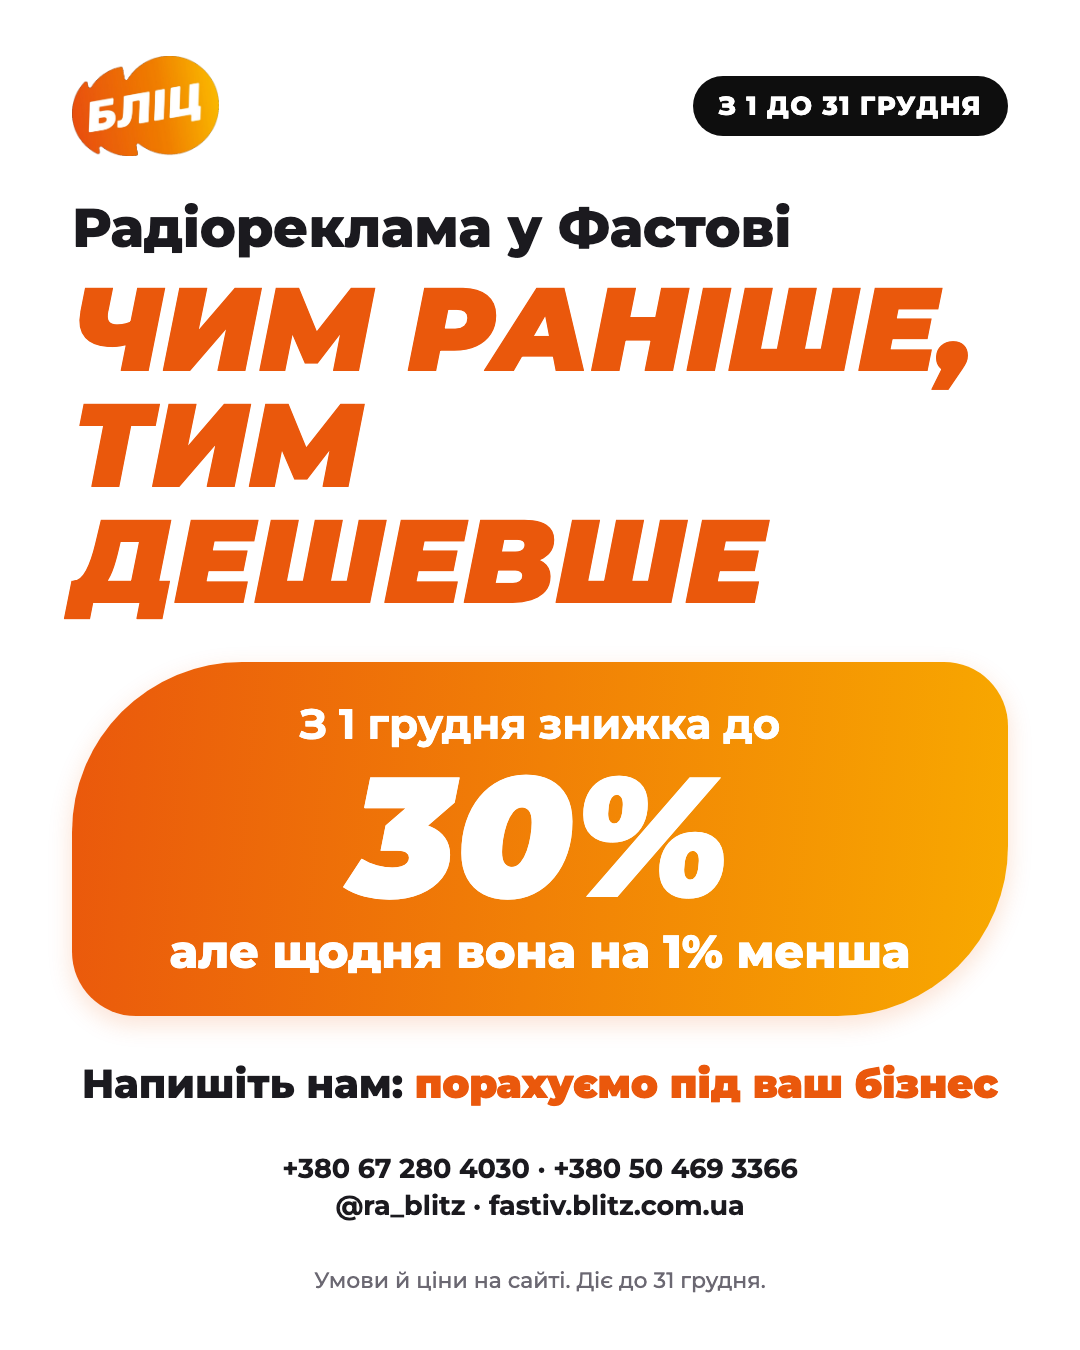 БЛІЦ
З 1 ДО 31 ГРУДНЯ
Радіореклама у Фастові
ЧИМ РАНІШЕ,
ТИМ
ДЕШЕВШЕ
З 1 грудня знижка до
30%
але щодня вона на 1% менша
Напишіть нам: порахуємо під ваш бізнес
+380 67 280 4030 · +380 50 469 3366
@ra_blitz · fastiv.blitz.com.ua
Умови й ціни на сайті. Діє до 31 грудня.